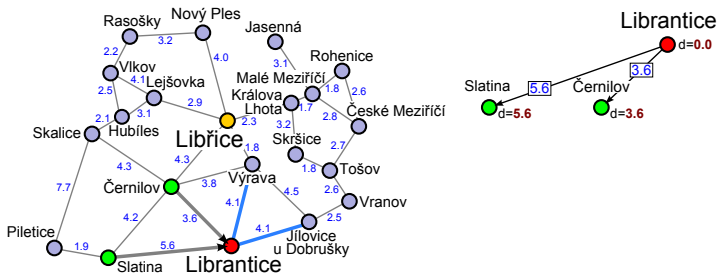 Nový Ples
Rasošky
3.2
2.2
4.0
Jasenná
3.1
Rohenice
Vlkov
4.1
Lejšovka
2.5
2.9
2.1
3.1
Hubíles
Skalice
Malé Meziříčí
1.8
2.6
Králova
Lhota
1.7
2.3
2.8
České Meziříčí
Libřice
3.2
Skršice
2.7
1.8
1.8
Tošov
4.3
4.3
3.8
Výrava
Černilov
4.5
2.6
Vranov
2.5
7.7
4.2
3.6
4.1
4.1
Jílovice
u Dobrušky
Piletice
1.9
5.6
Slatina
Librantice
Librantice
d=0.0
5.6
3.6
Slatina
Černilov
d=5.6
d=3.6